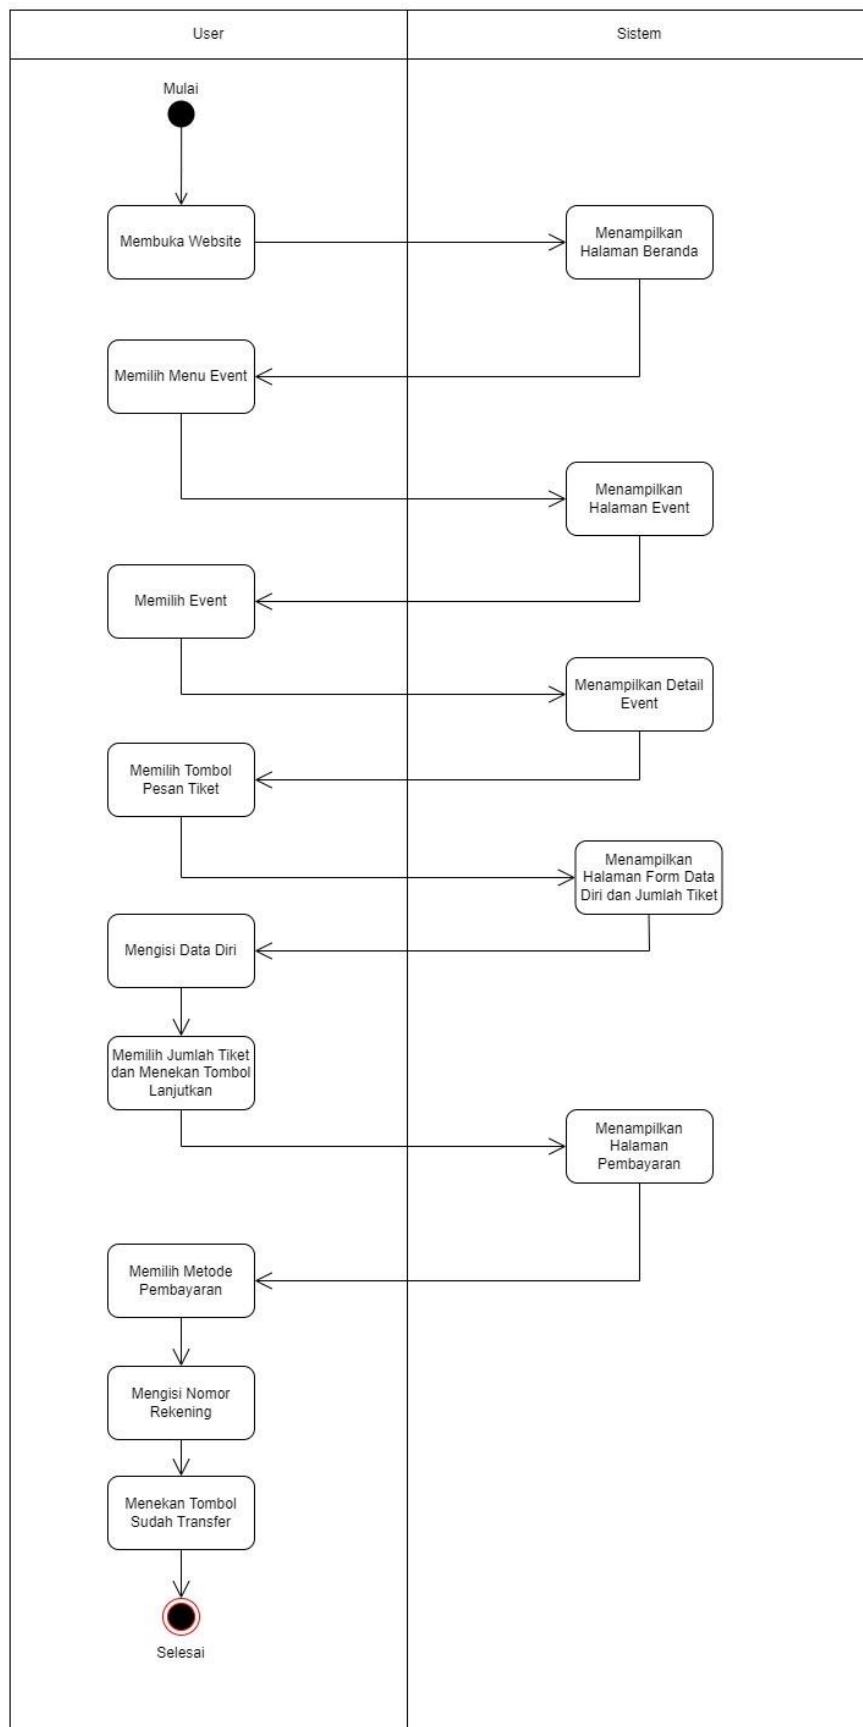 User
Sistem
Mulai
Membuka Website
Menampilkan
Halaman Beranda
Memilih Menu Event
Menampilkan
Halaman Event
Memilih Event
Menampilkan Detail
Event
Memilih Tombol
Pesan Tiket
Menampilkan
Halaman Form Data
Diri dan Jumlah Tiket
Mengisi Data Diri
Memilih Jumlah Tiket
dan Menekan Tombol
Lanjutkan
Menampilkan
Halaman
Pembayaran
Memilih Metode
Pembayaran
Mengisi Nomor
Rekening
Menekan Tombol
Sudah Transfer
Selesai